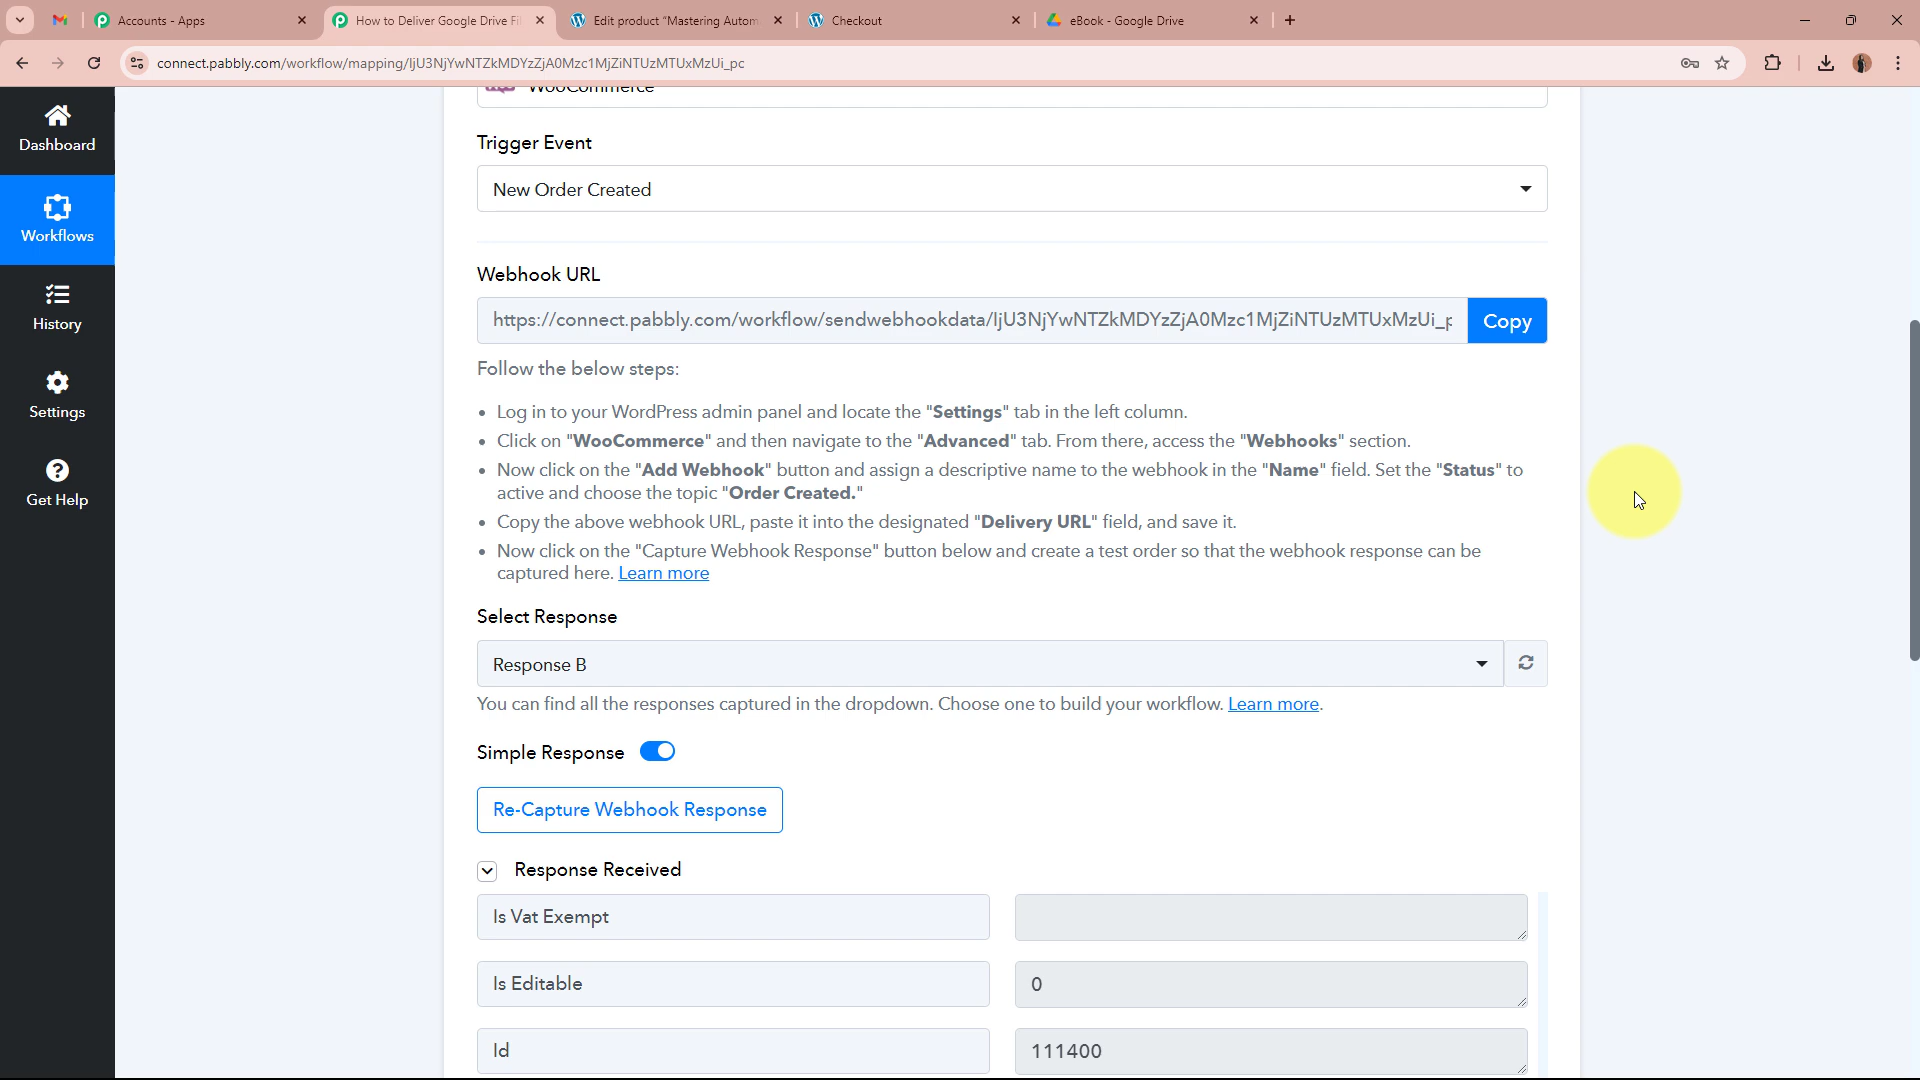 Accounts - Apps
How to Deliver Google Drive Fi
Edit product "Mastering Autom
Checkout
eBook - Google Drive
connect.pabbly.com/workflow/mapping/IjU3NjYwNTZkMDYzZjA0Mzc1MjZiNTUzMTUxMzUi_pc
Dashboard
Workflows
History
Settings
Get Help
WooCommerce
Trigger Event
New Order Created
Webhook URL
https://connect.pabbly.com/workflow/sendwebhookdata/IjU3NjYwNTZkMDYzZjA0Mzc1MjZiNTUzMTUxMzUi_p
Copy
Follow the below steps:
• Log in to your WordPress admin panel and locate the "Settings" tab in the left column.
• Click on "WooCommerce" and then navigate to the "Advanced" tab. From there, access the "Webhooks" section.
• Now click on the "Add Webhook" button and assign a descriptive name to the webhook in the "Name" field. Set the "Status" to
active and choose the topic "Order Created."
• Copy the above webhook URL, paste it into the designated "Delivery URL" field, and save it.
• Now click on the "Capture Webhook Response" button below and create a test order so that the webhook response can be
captured here. Learn more
Select Response
Response B
You can find all the responses captured in the dropdown. Choose one to build your workflow. Learn more.
Simple Response
Re-Capture Webhook Response
Response Received
Is Vat Exempt
Is Editable
0
Id
111400